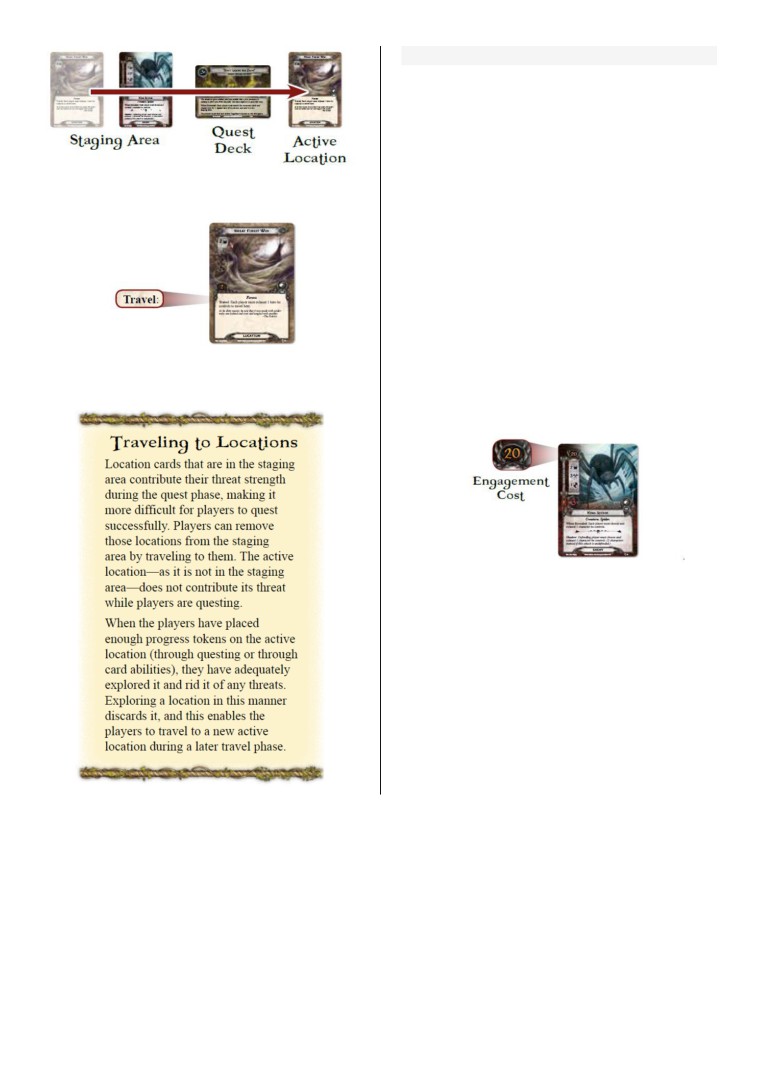 Staging Area
Quest
Deck
Active
Location
Travel:
LOCATION
Traveling to Locations
Location cards that are in the staging
area contribute their threat strength
during the quest phase, making it
more difficult for players to quest
successfully. Players can remove
those locations from the staging
area by traveling to them. The active
location—as it is not in the staging
area—does not contribute its threat
while players are questing.
When the players have placed
enough progress tokens on the active
location (through questing or through
card abilities), they have adequately
explored it and rid it of any threats.
Exploring a location in this manner
discards it, and this enables the
players to travel to a new active
location during a later travel phase.
20
Engagement
Cost